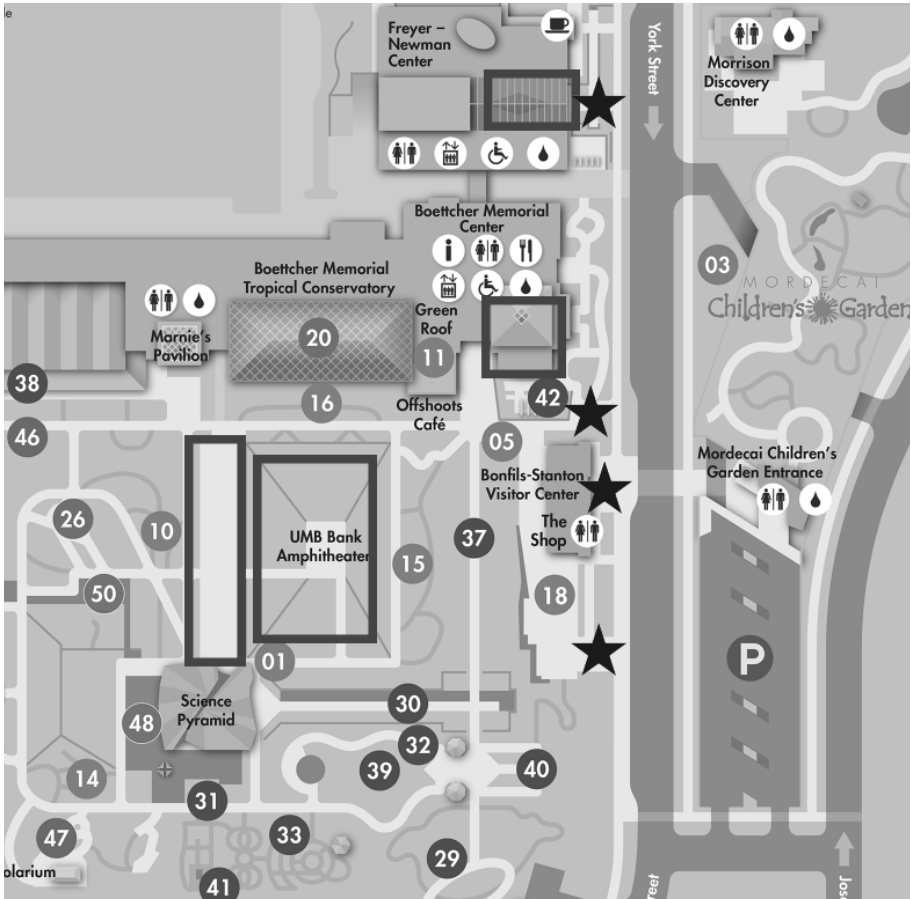 le
Freyer –
Newman
Center
York Street
Morrison
Discovery
Center
Boettcher Memorial
Center
03
MORDECAI
Children's Garden
Boettcher Memorial
Tropical Conservatory
Green
Roof
Marnie's
Pavilion
20
11
38
16
Offshoots
Café
42
46
05
Mordecai Children's
Garden Entrance
Bonfils-Stanton
Visitor Center
26
10
The
Shop
37
UMB Bank
Amphitheater
15
50
18
P
01
Science
Pyramid
30
48
32
39
40
14
31
33
47
29
olarium
41
reet
Jose